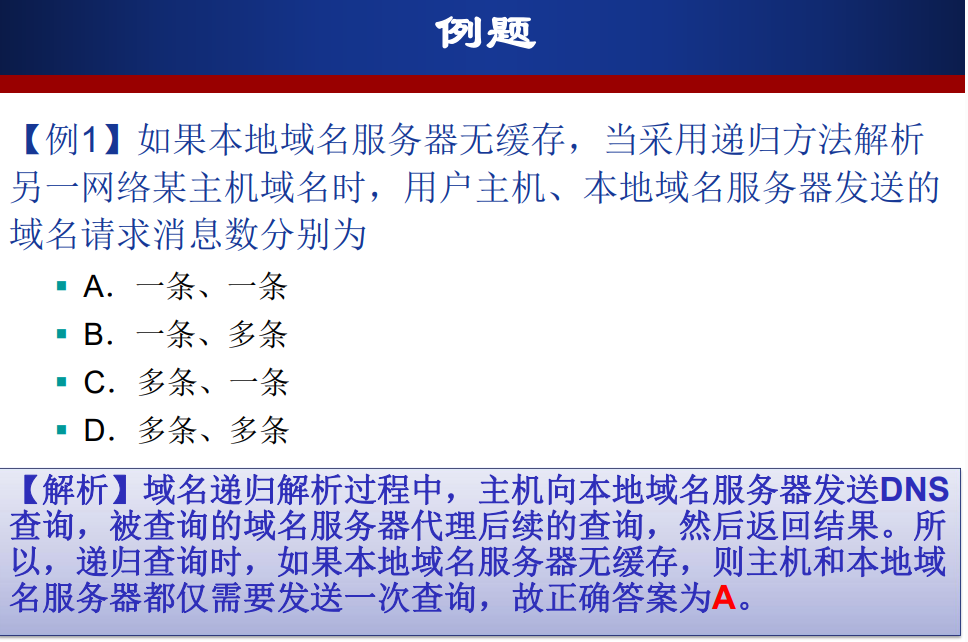 例题
【例1】如果本地域名服务器无缓存，当采用递归方法解析
另一网络某主机域名时，用户主机、本地域名服务器发送的
域名请求消息数分别为
A．一条、一条
B．一条、多条
C．多条、一条
D．多条、多条
【解析】域名递归解析过程中，主机向本地域名服务器发送DNS
查询，被查询的域名服务器代理后续的查询，然后返回结果。所
以，递归查询时，如果本地域名服务器无缓存，则主机和本地域
名服务器都仅需要发送一次查询，故正确答案为A。